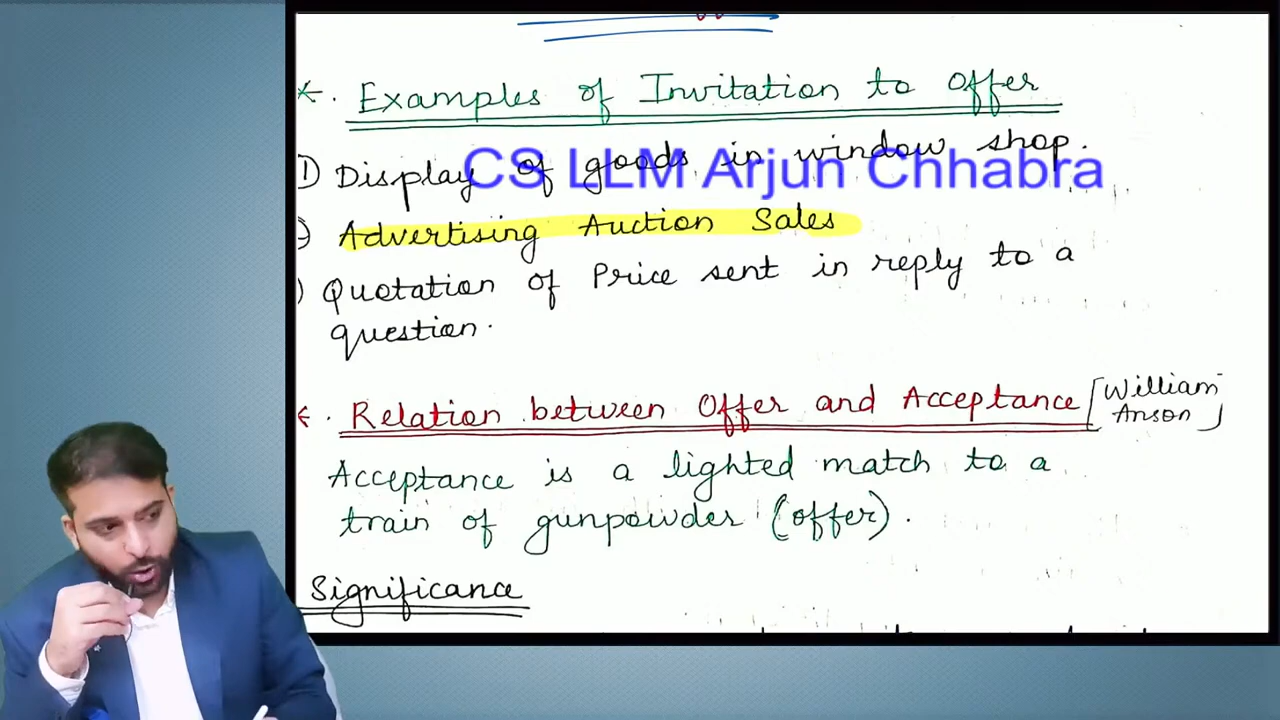 Examples of Invitation to Offer
1) Display of goods in window shop.
CS LLM Arjun Chhabra
) Advertising Auction Sales
) Quotation of Price sent in reply to a
question.
Relation between Offer and Acceptance [William
Anson]
Acceptance is a lighted match to a
train of gunpowder (offer).
Significance